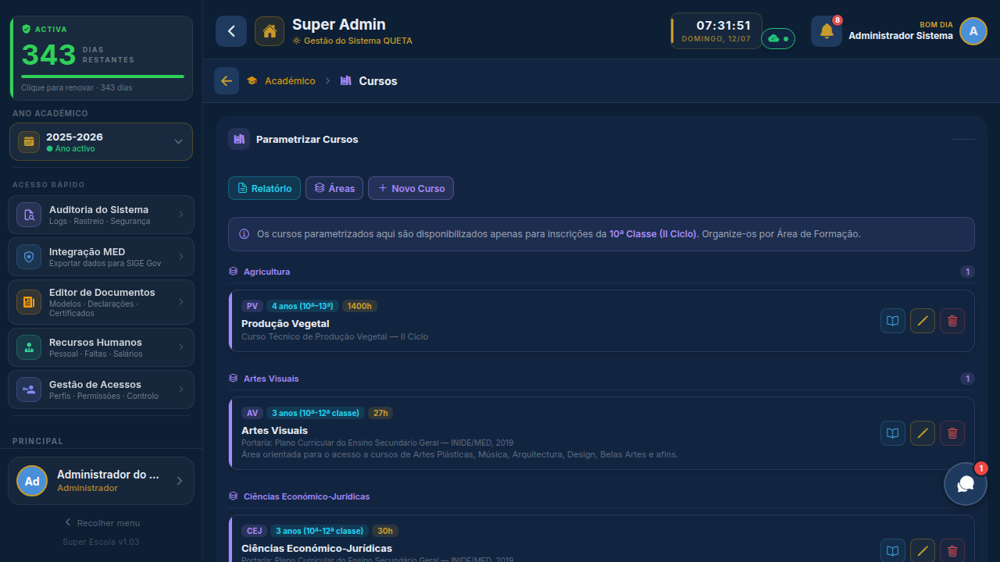 ACTIVA
343 DIAS RESTANTES
Clique para renovar · 343 dias
ANO ACADÉMICO
2025-2026
Ano activo
ACESSO RÁPIDO
Auditoria do Sistema
Logs · Rastreio · Segurança
Integração MED
Exportar dados para SIGE Gov
Editor de Documentos
Modelos · Declarações ·
Certificados
Recursos Humanos
Pessoal · Faltas · Salários
Gestão de Acessos
Perfis · Permissões · Controlo
PRINCIPAL
Ad
Administrador do ...
Administrador
Recolher menu
Super Escola v1.03
Super Admin
Gestão do Sistema QUETA
07:31:51
DOMINGO, 12/07
8
BOM DIA
Administrador Sistema
A
Académico
Cursos
Parametrizar Cursos
Relatório
Áreas
Novo Curso
Os cursos parametrizados aqui são disponibilizados apenas para inscrições da 10ª Classe (II Ciclo). Organize-os por Área de Formação.
Agricultura
1
PV 4 anos (10ª–13ª) 1400h
Produção Vegetal
Curso Técnico de Produção Vegetal — II Ciclo
Artes Visuais
1
AV 3 anos (10ª-12ª classe) 27h
Artes Visuais
Portaria: Plano Curricular do Ensino Secundário Geral — INIDE/MED, 2019
Área orientada para o acesso a cursos de Artes Plásticas, Música, Arquitectura, Design, Belas Artes e afins.
1
Ciências Económico-Jurídicas
CEJ 3 anos (10ª-12ª classe) 30h
Ciências Económico-Jurídicas
Portaria: Plano Curricular do Ensino Secundário Geral — INIDE/MED, 2019